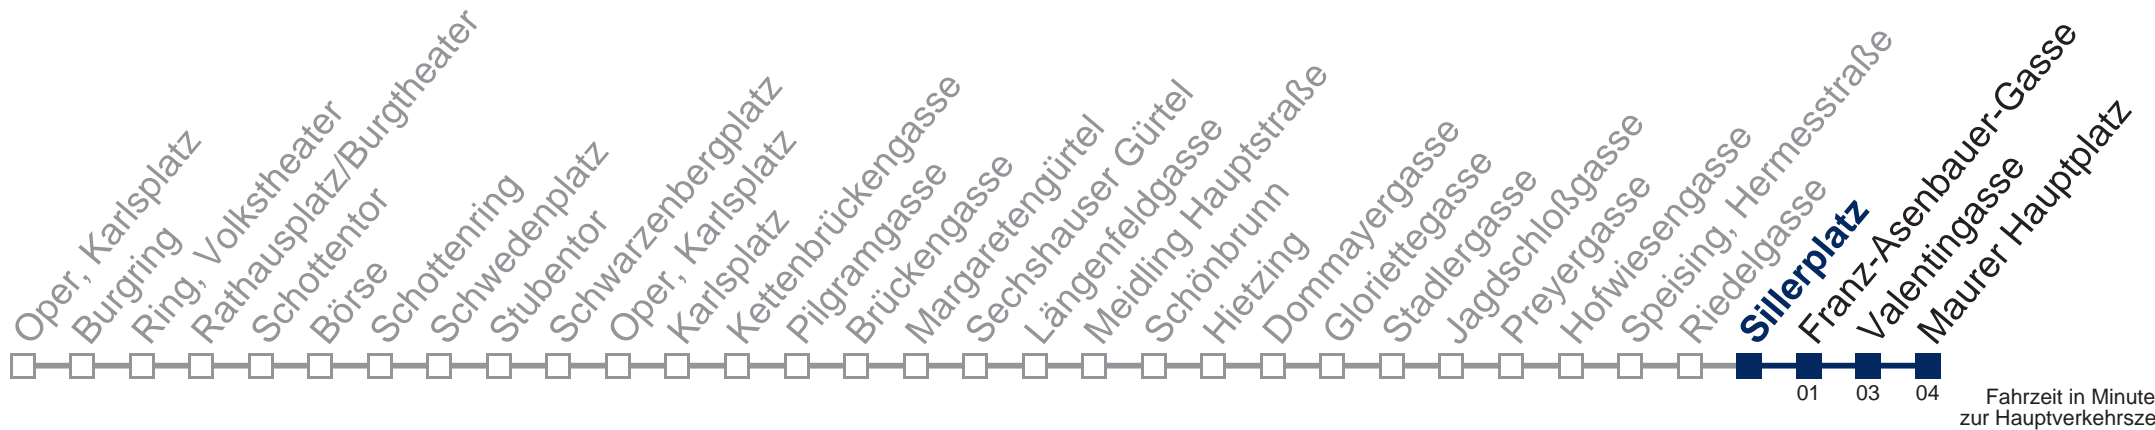 Oper, Karlsplatz
Burgring
Ring, Volkstheater
Rathausplatz/Burgtheater
Schottentor
Börse
Schottenring
Schwedenplatz
Stubentor
Schwarzenbergplatz
Oper, Karlsplatz
Karlsplatz
Kettenbrückengasse
Pilgramgasse
Brückengasse
Margaretengürtel
Sechshauser Gürtel
Längenfeldgasse
Meidling Hauptstraße
Schönbrunn
Hietzing
Dommayergasse
Gloriettegasse
Stadlergasse
Jagdschloßgasse
Preyergasse
Hofwiesengasse
Speising, Hermesstraße
Riedelgasse
Sillerplatz
Franz-Asenbauer-Gasse
Valentingasse
Maurer Hauptplatz
01
03
04
Fahrzeit in Minute
zur Hauptverkehrsze